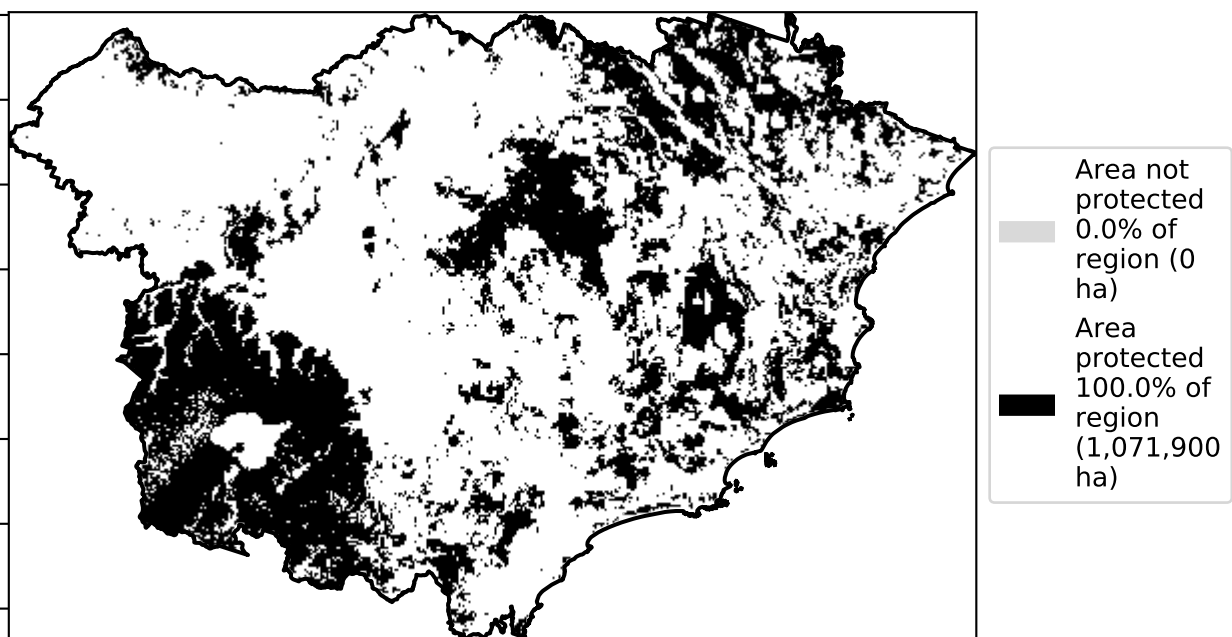 Area not
protected
0.0% of
region (0
ha)
Area
protected
100.0% of
region
(1,071,900
ha)